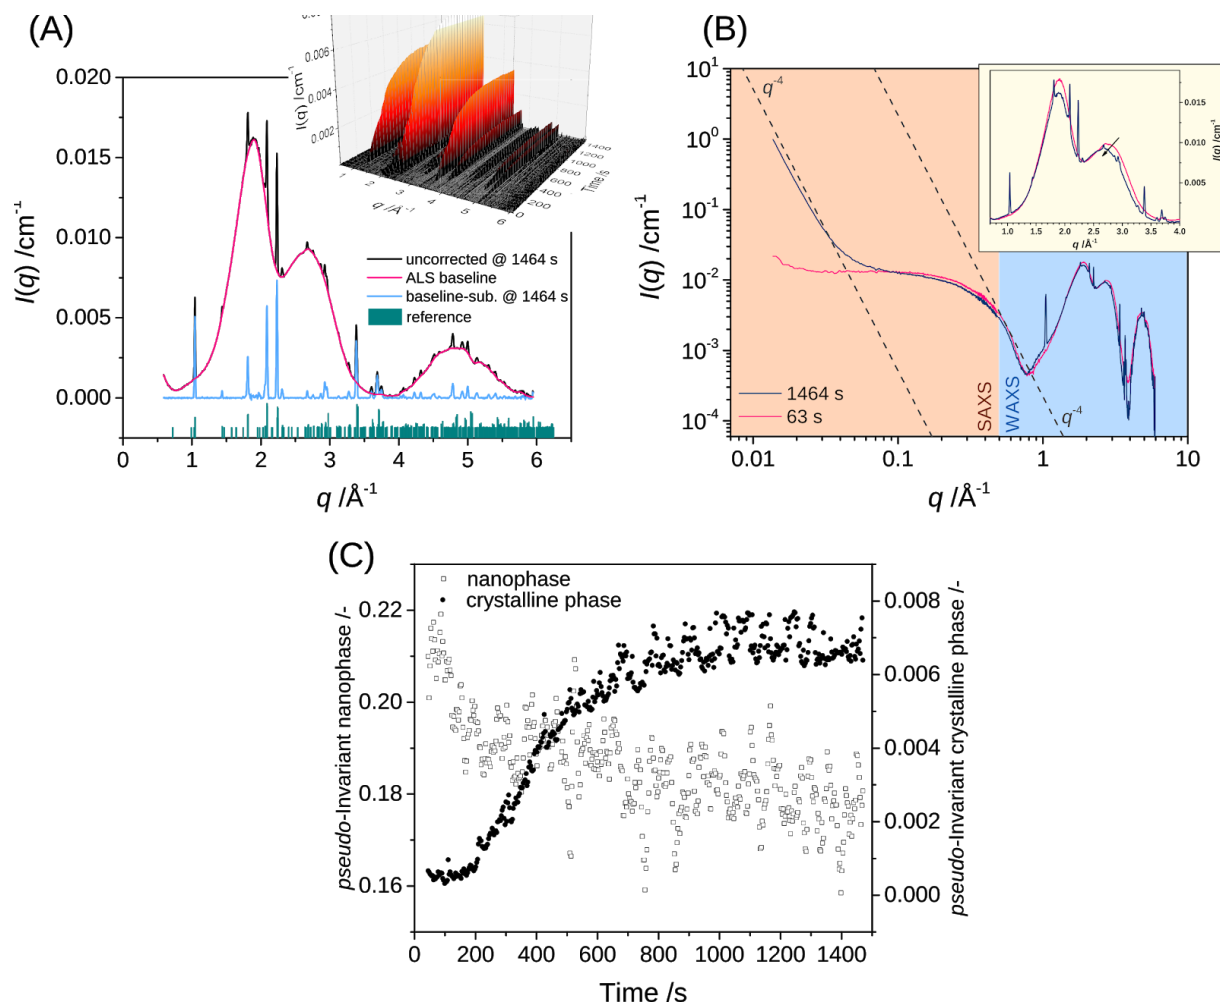 (A)
0.020
0.015
0.010
0.005
0.000
I(q) /cm⁻¹
0 1 2 3 4 5 6
q /Å⁻¹
I(q) /cm⁻¹
0.006
0.004
0.002
1 2 3 4 5 6
q /Å⁻¹
0 200 400 600 800 1000 1200 1400
Time /s
uncorrected @ 1464 s
ALS baseline
baseline-sub. @ 1464 s
reference
(B)
10¹
10⁰
10⁻¹
10⁻²
10⁻³
10⁻⁴
I(q) /cm⁻¹
q⁻⁴
q⁻⁴
1464 s
63 s
SAXS
WAXS
0.01 0.1 1 10
q /Å⁻¹
0.015
0.010
0.005
I(q) /cm⁻¹
1.0 1.5 2.0 2.5 3.0 3.5 4.0
q /Å⁻¹
(C)
nanophase
crystalline phase
0.22
0.20
0.18
0.16
pseudo-Invariant nanophase /-
0.008
0.006
0.004
0.002
0.000
pseudo-Invariant crystalline phase /-
0 200 400 600 800 1000 1200 1400
Time /s